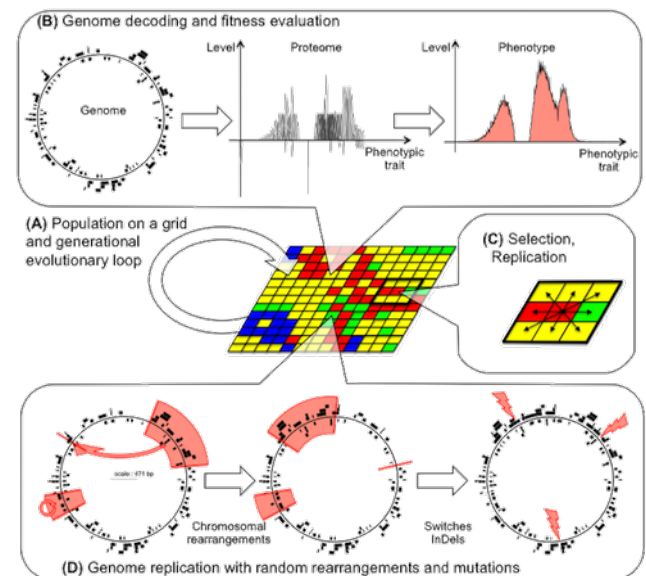 (B) Genome decoding and fitness evaluation
Level
Proteome
Level
Phenotype
Genome
Phenotypic
trait
Phenotypic
trait
(A) Population on a grid
and generational
evolutionary loop
(C) Selection,
Replication
scale : 471 bp
Chromosomal
rearrangements
Switches
InDels
(D) Genome replication with random rearrangements and mutations